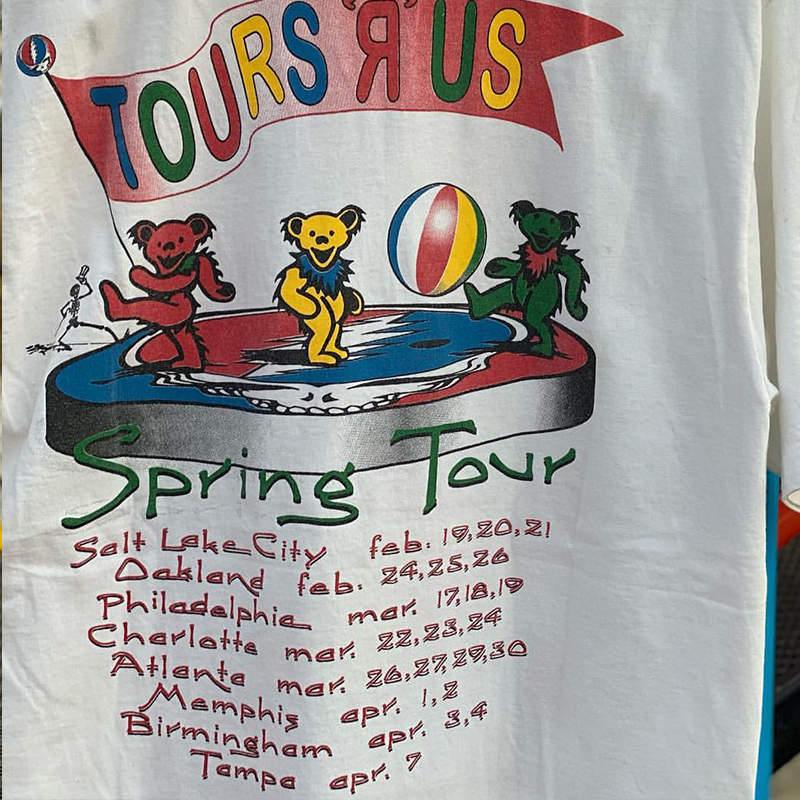 TOURS 'Я' US
Spring Tour
Salt Lake City feb. 19,20,21
Oakland feb. 24,25,26
Philadelphia mar. 17,18,19
Charlotte mar. 22,23,24
Atlanta mar. 26,27,29,30
Memphis apr. 1,2
Birmingham apr. 3,4
Tampa apr. 7